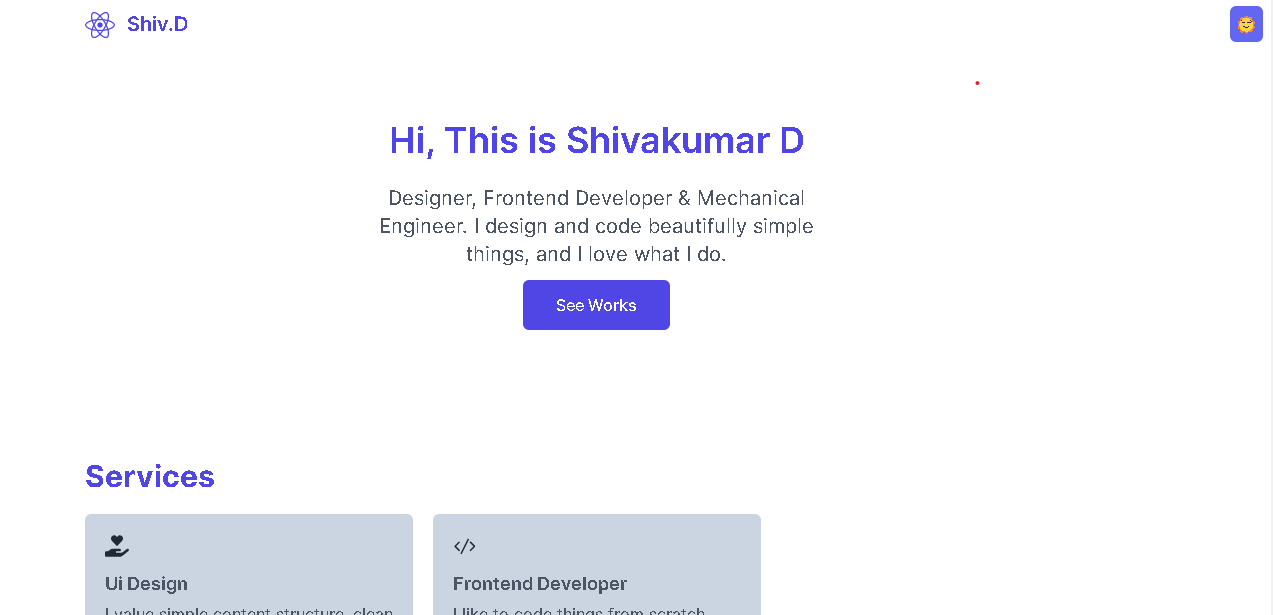 Shiv.D
Hi, This is Shivakumar D
Designer, Frontend Developer & Mechanical
Engineer. I design and code beautifully simple
things, and I love what I do.
See Works
Services
Ui Design
Frontend Developer
I value simple content structure, clean
I like to code things from scratch